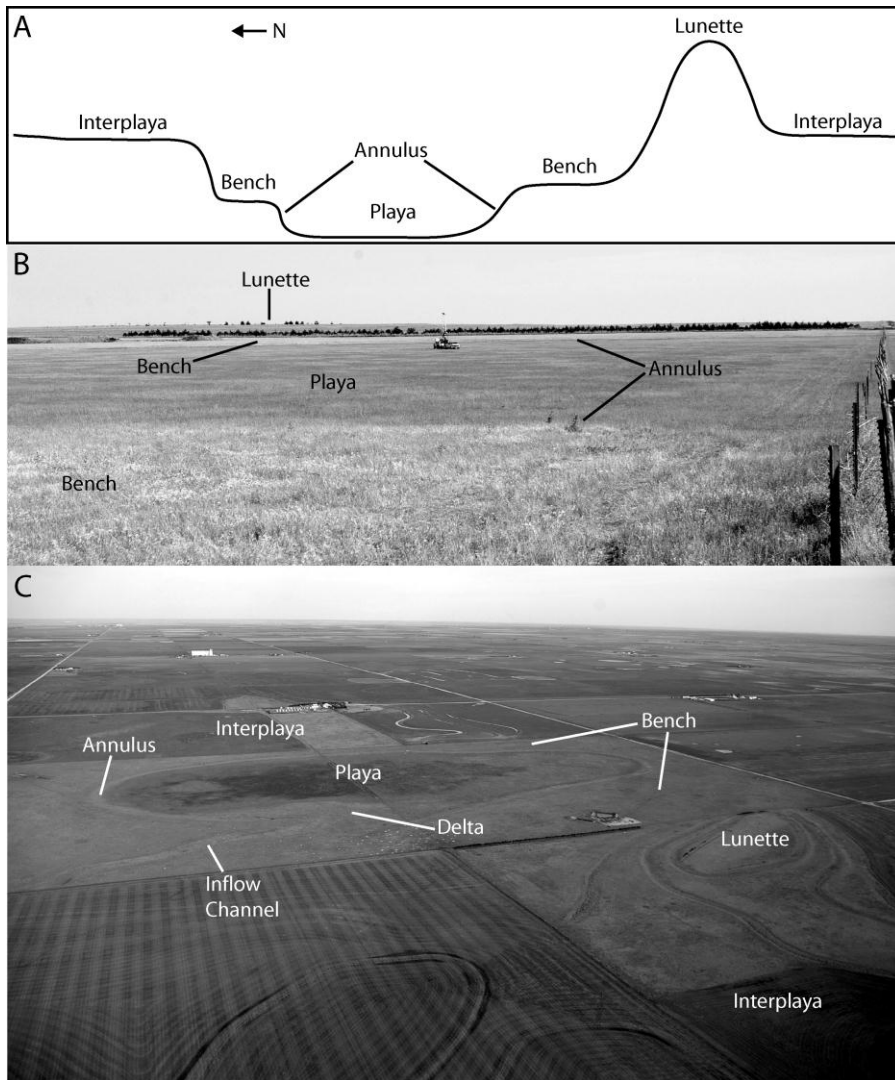 A
N
Lunette
Interplaya
Annulus
Interplaya
Bench
Bench
Playa
B
Lunette
Bench
Playa
Annulus
Bench
C
Interplaya
Bench
Annulus
Playa
Delta
Lunette
Inflow
Channel
Interplaya